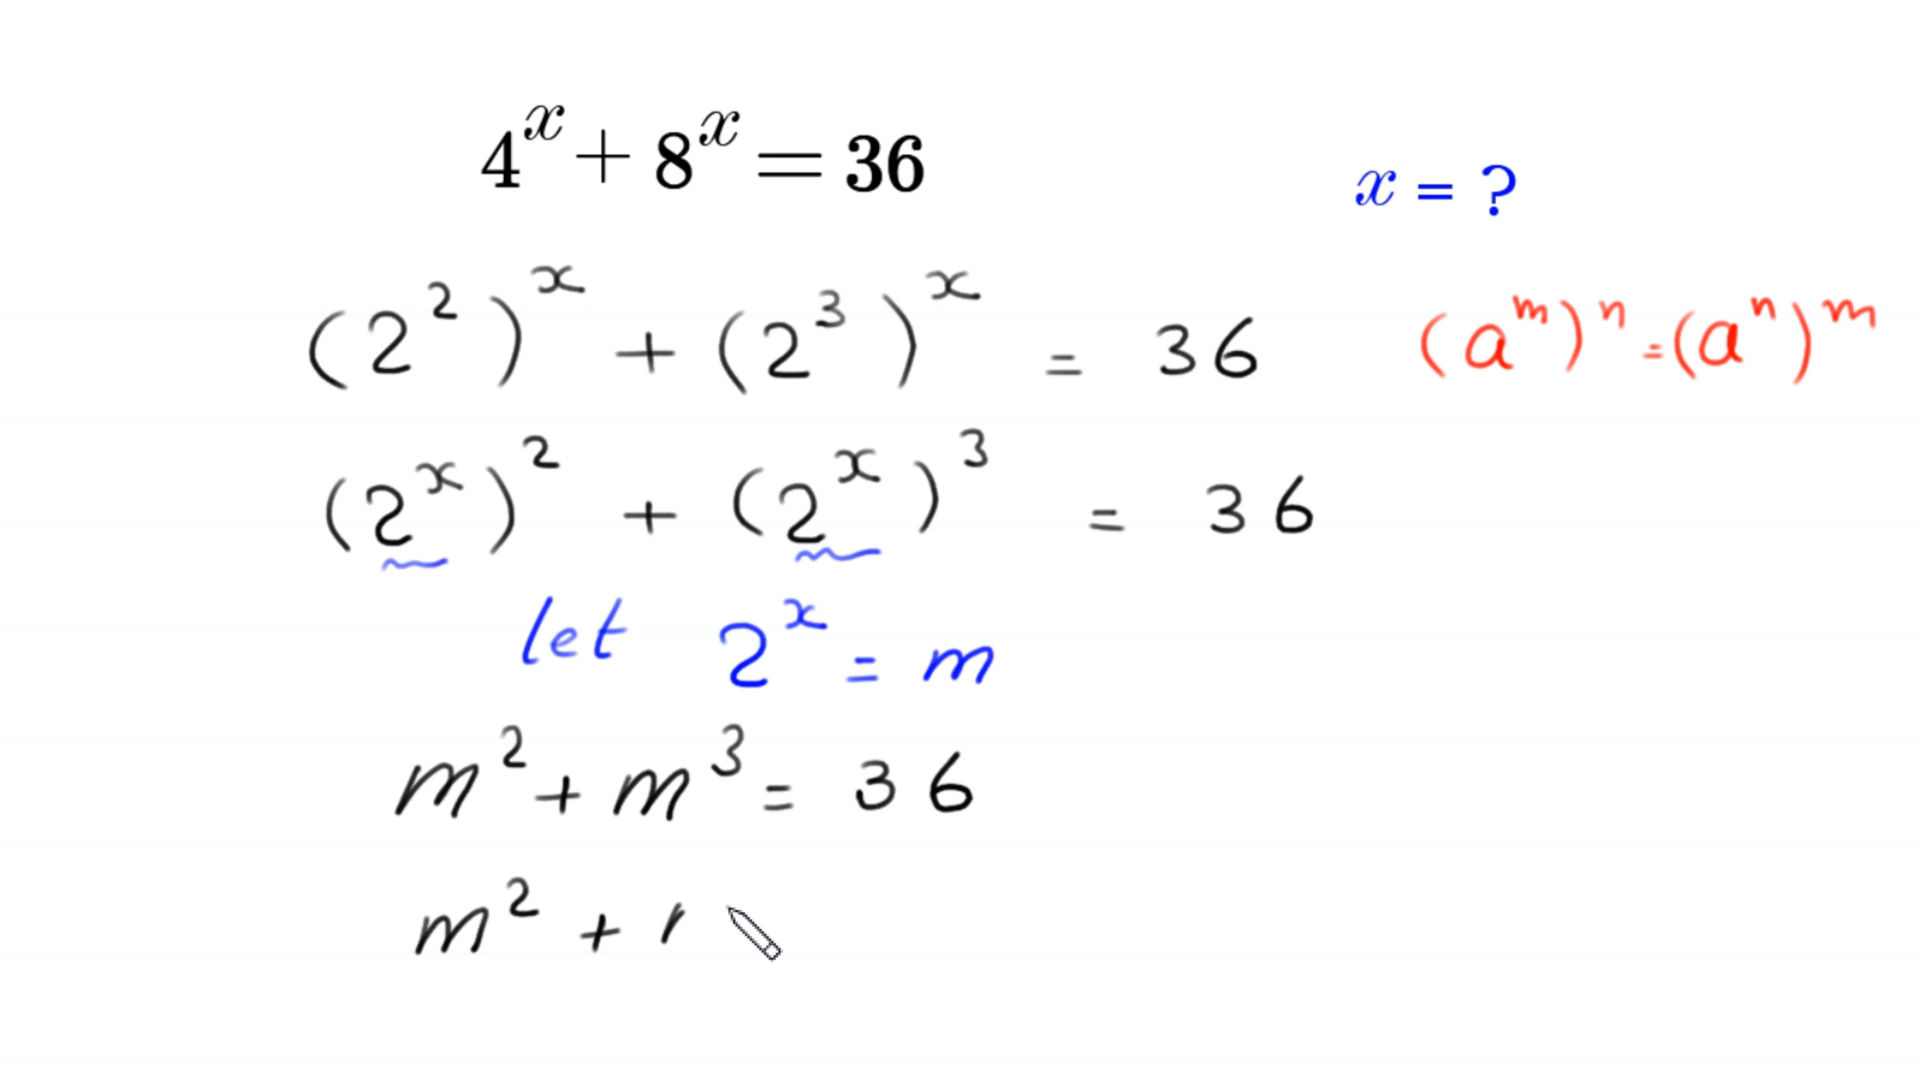 4^x + 8^x = 36
x = ?
(2^2)^x + (2^3)^x = 36
(a^m)^n = (a^n)^m
(2^x)^2 + (2^x)^3 = 36
let 2^x = m
m^2 + m^3 = 36
m^2 +